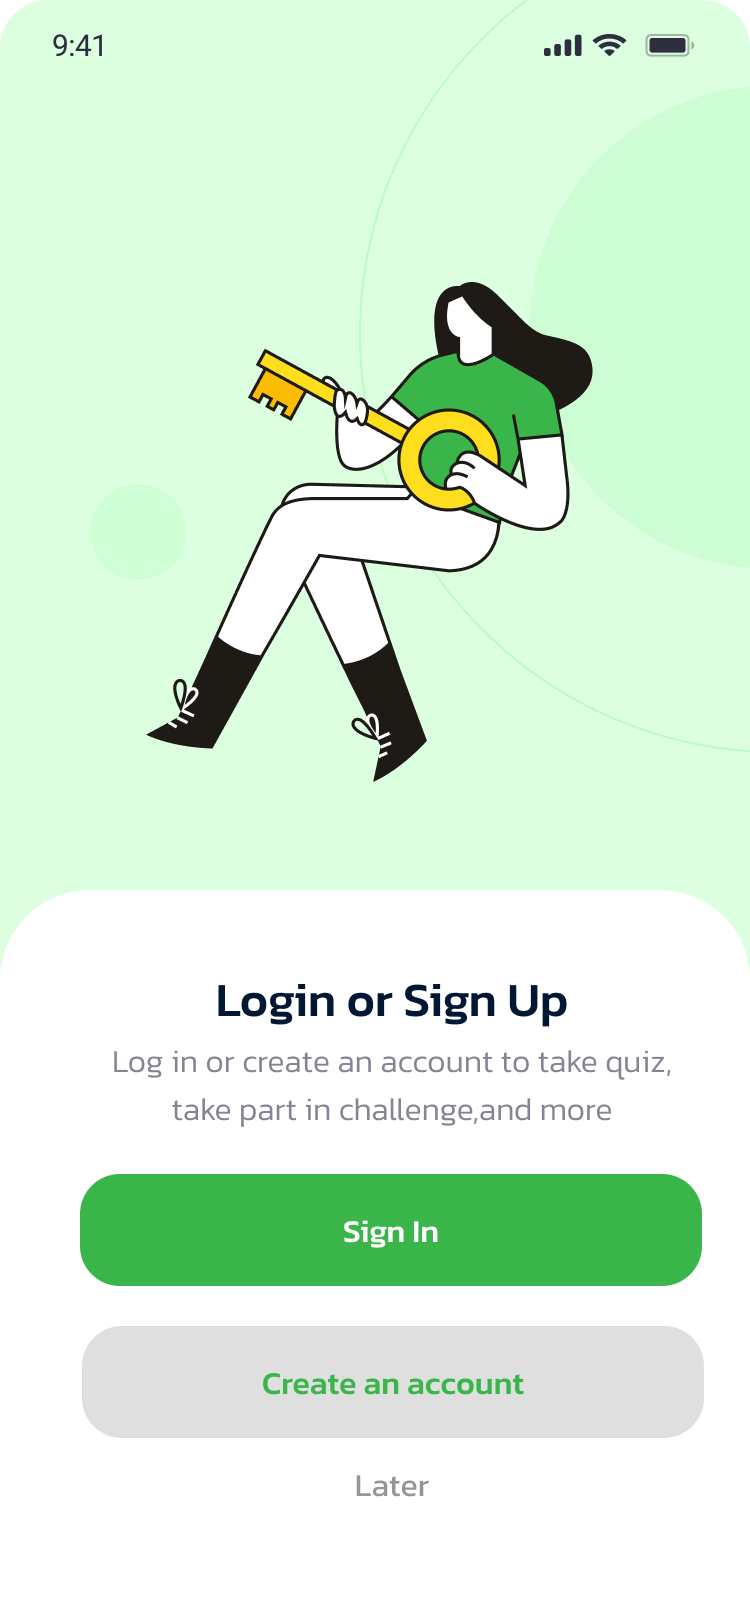 9:41
Login or Sign Up
Log in or create an account to take quiz,
take part in challenge,and more
Sign In
Create an account
Later